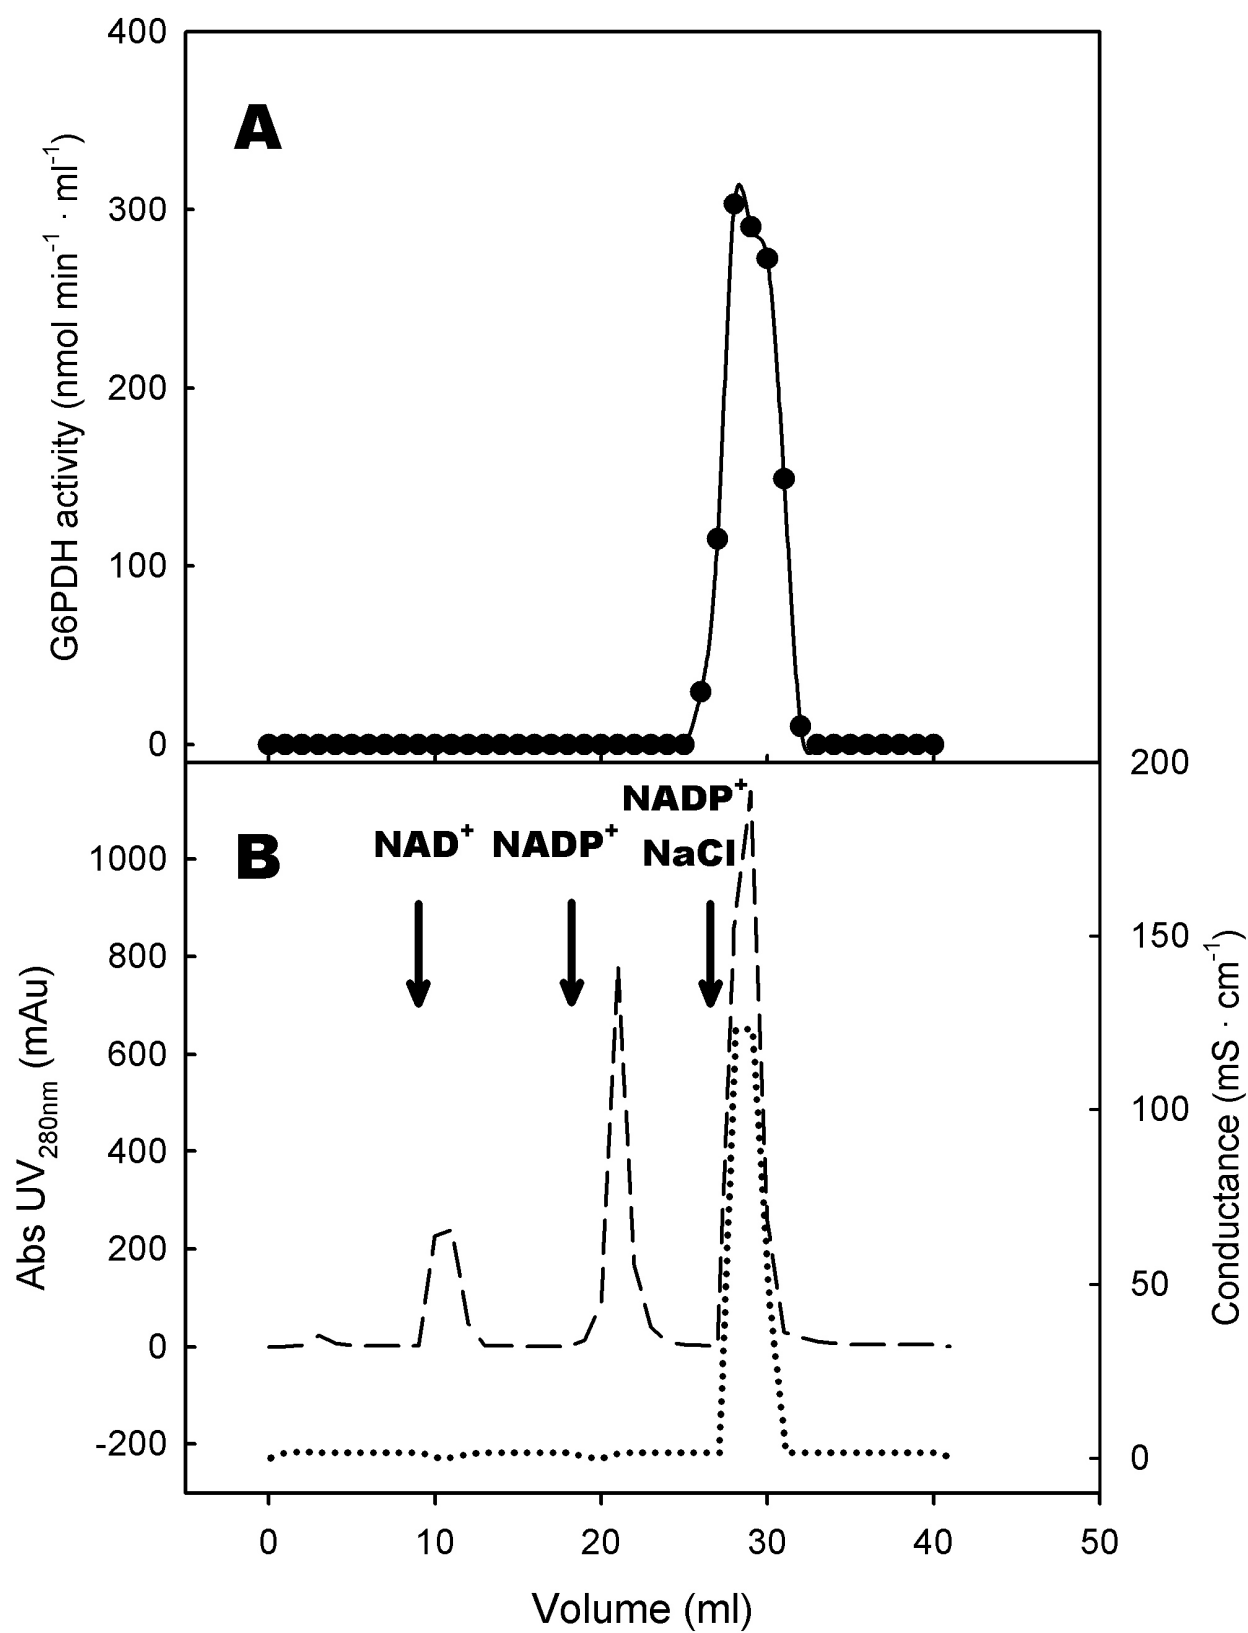 400
300
200
100
0
G6PDH activity (nmol min⁻¹ · ml⁻¹)
A
B
NAD⁺
NADP⁺
NADP⁺
NaCl
1000
800
600
400
200
0
-200
Abs UV₂₈₀nm (mAu)
200
150
100
50
0
Conductance (mS · cm⁻¹)
0 10 20 30 40 50
Volume (ml)